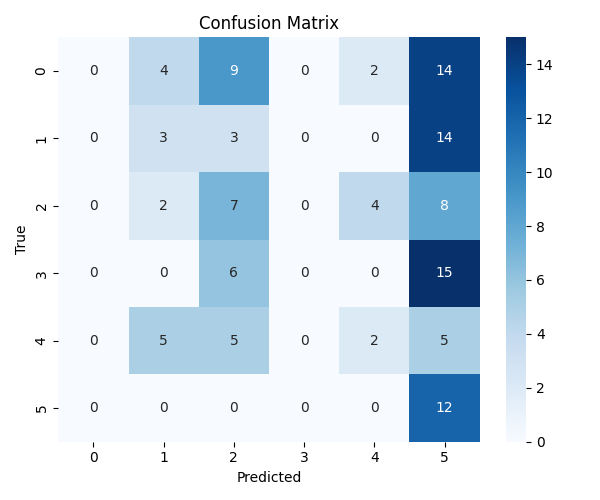 Confusion Matrix
0 0 4 9 0 2 14
1 0 3 3 0 0 14
2 0 2 7 0 4 8
3 0 0 6 0 0 15
4 0 5 5 0 2 5
5 0 0 0 0 0 12
True
0 1 2 3 4 5
Predicted
14
12
10
8
6
4
2
0